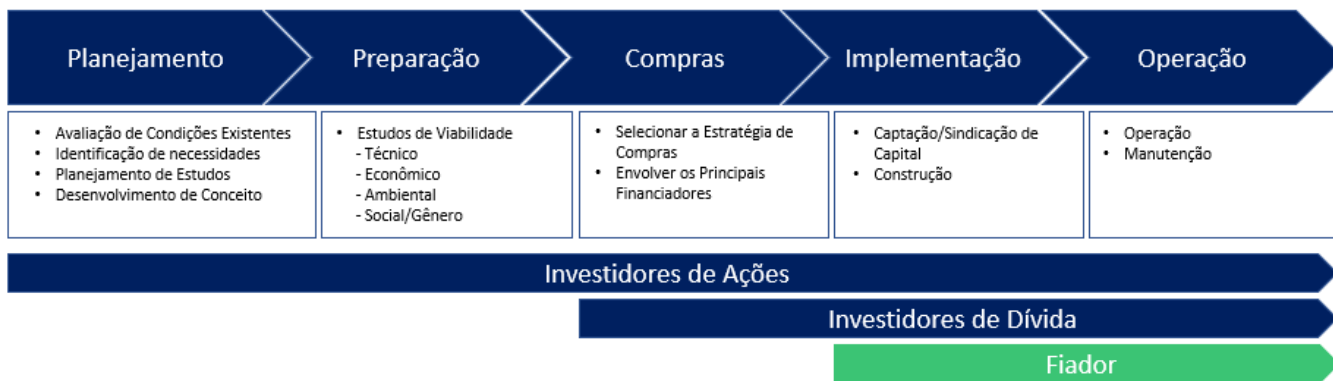 Planejamento
Preparação
Compras
Implementação
Operação
• Avaliação de Condições Existentes
• Identificação de necessidades
• Planejamento de Estudos
• Desenvolvimento de Conceito
• Estudos de Viabilidade
- Técnico
- Econômico
- Ambiental
- Social/Gênero
• Selecionar a Estratégia de
Compras
• Envolver os Principais
Financiadores
• Captação/Sindicação de
Capital
• Construção
• Operação
• Manutenção
Investidores de Ações
Investidores de Dívida
Fiador